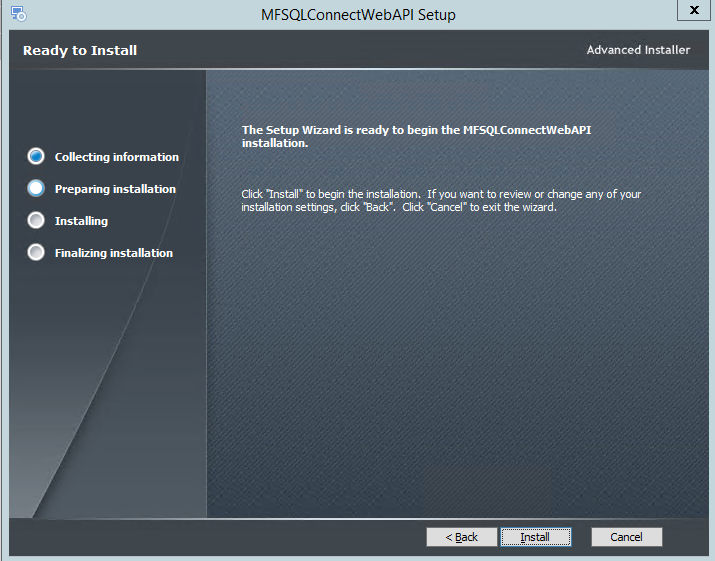 MFSQLConnectWebAPI Setup
x
Ready to Install
Advanced Installer
Collecting information
Preparing installation
Installing
Finalizing installation
The Setup Wizard is ready to begin the MFSQLConnectWebAPI
installation.
Click "Install" to begin the installation. If you want to review or change any of your
installation settings, click "Back". Click "Cancel" to exit the wizard.
< Back
Install
Cancel